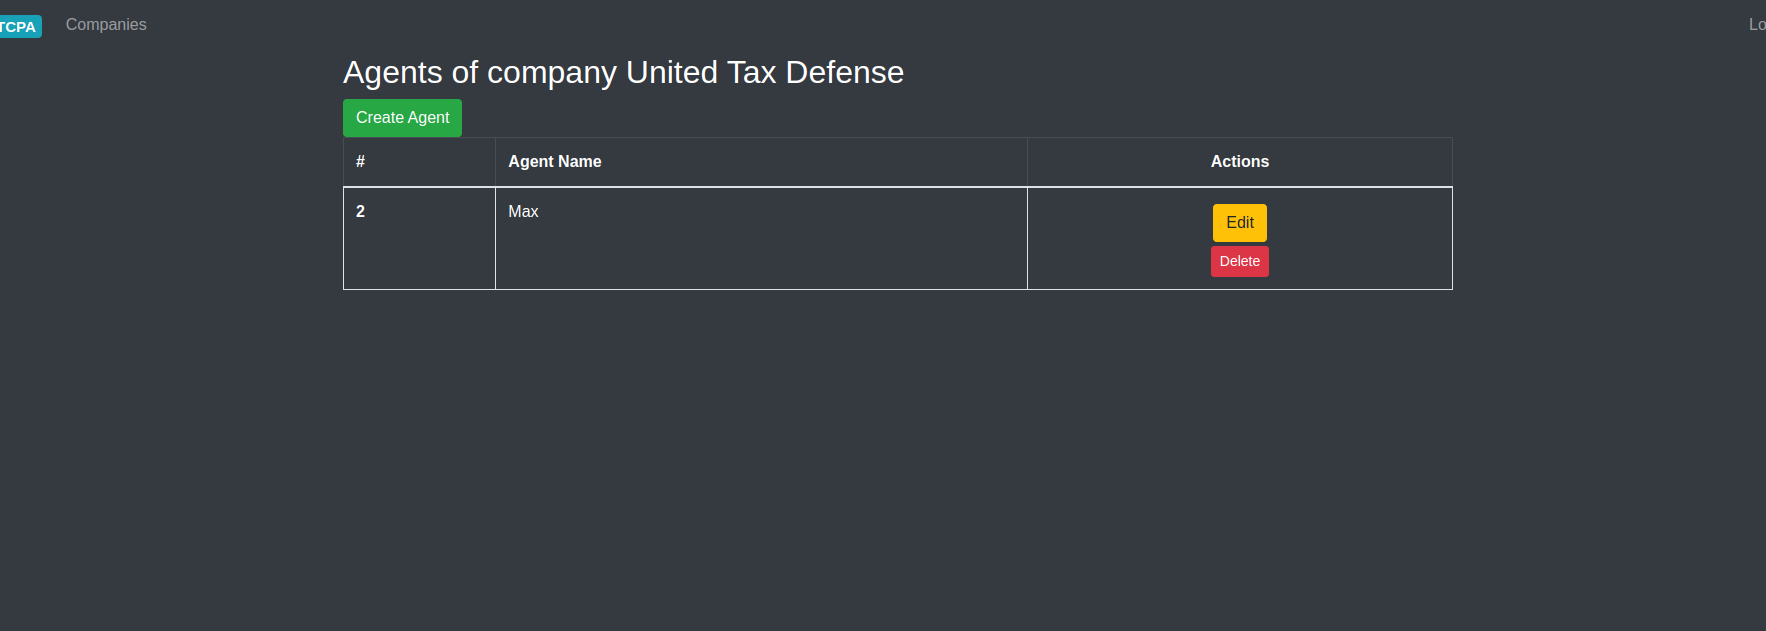 TCPA Companies Lo
Agents of company United Tax Defense
Create Agent
# Agent Name Actions
2 Max Edit
Delete